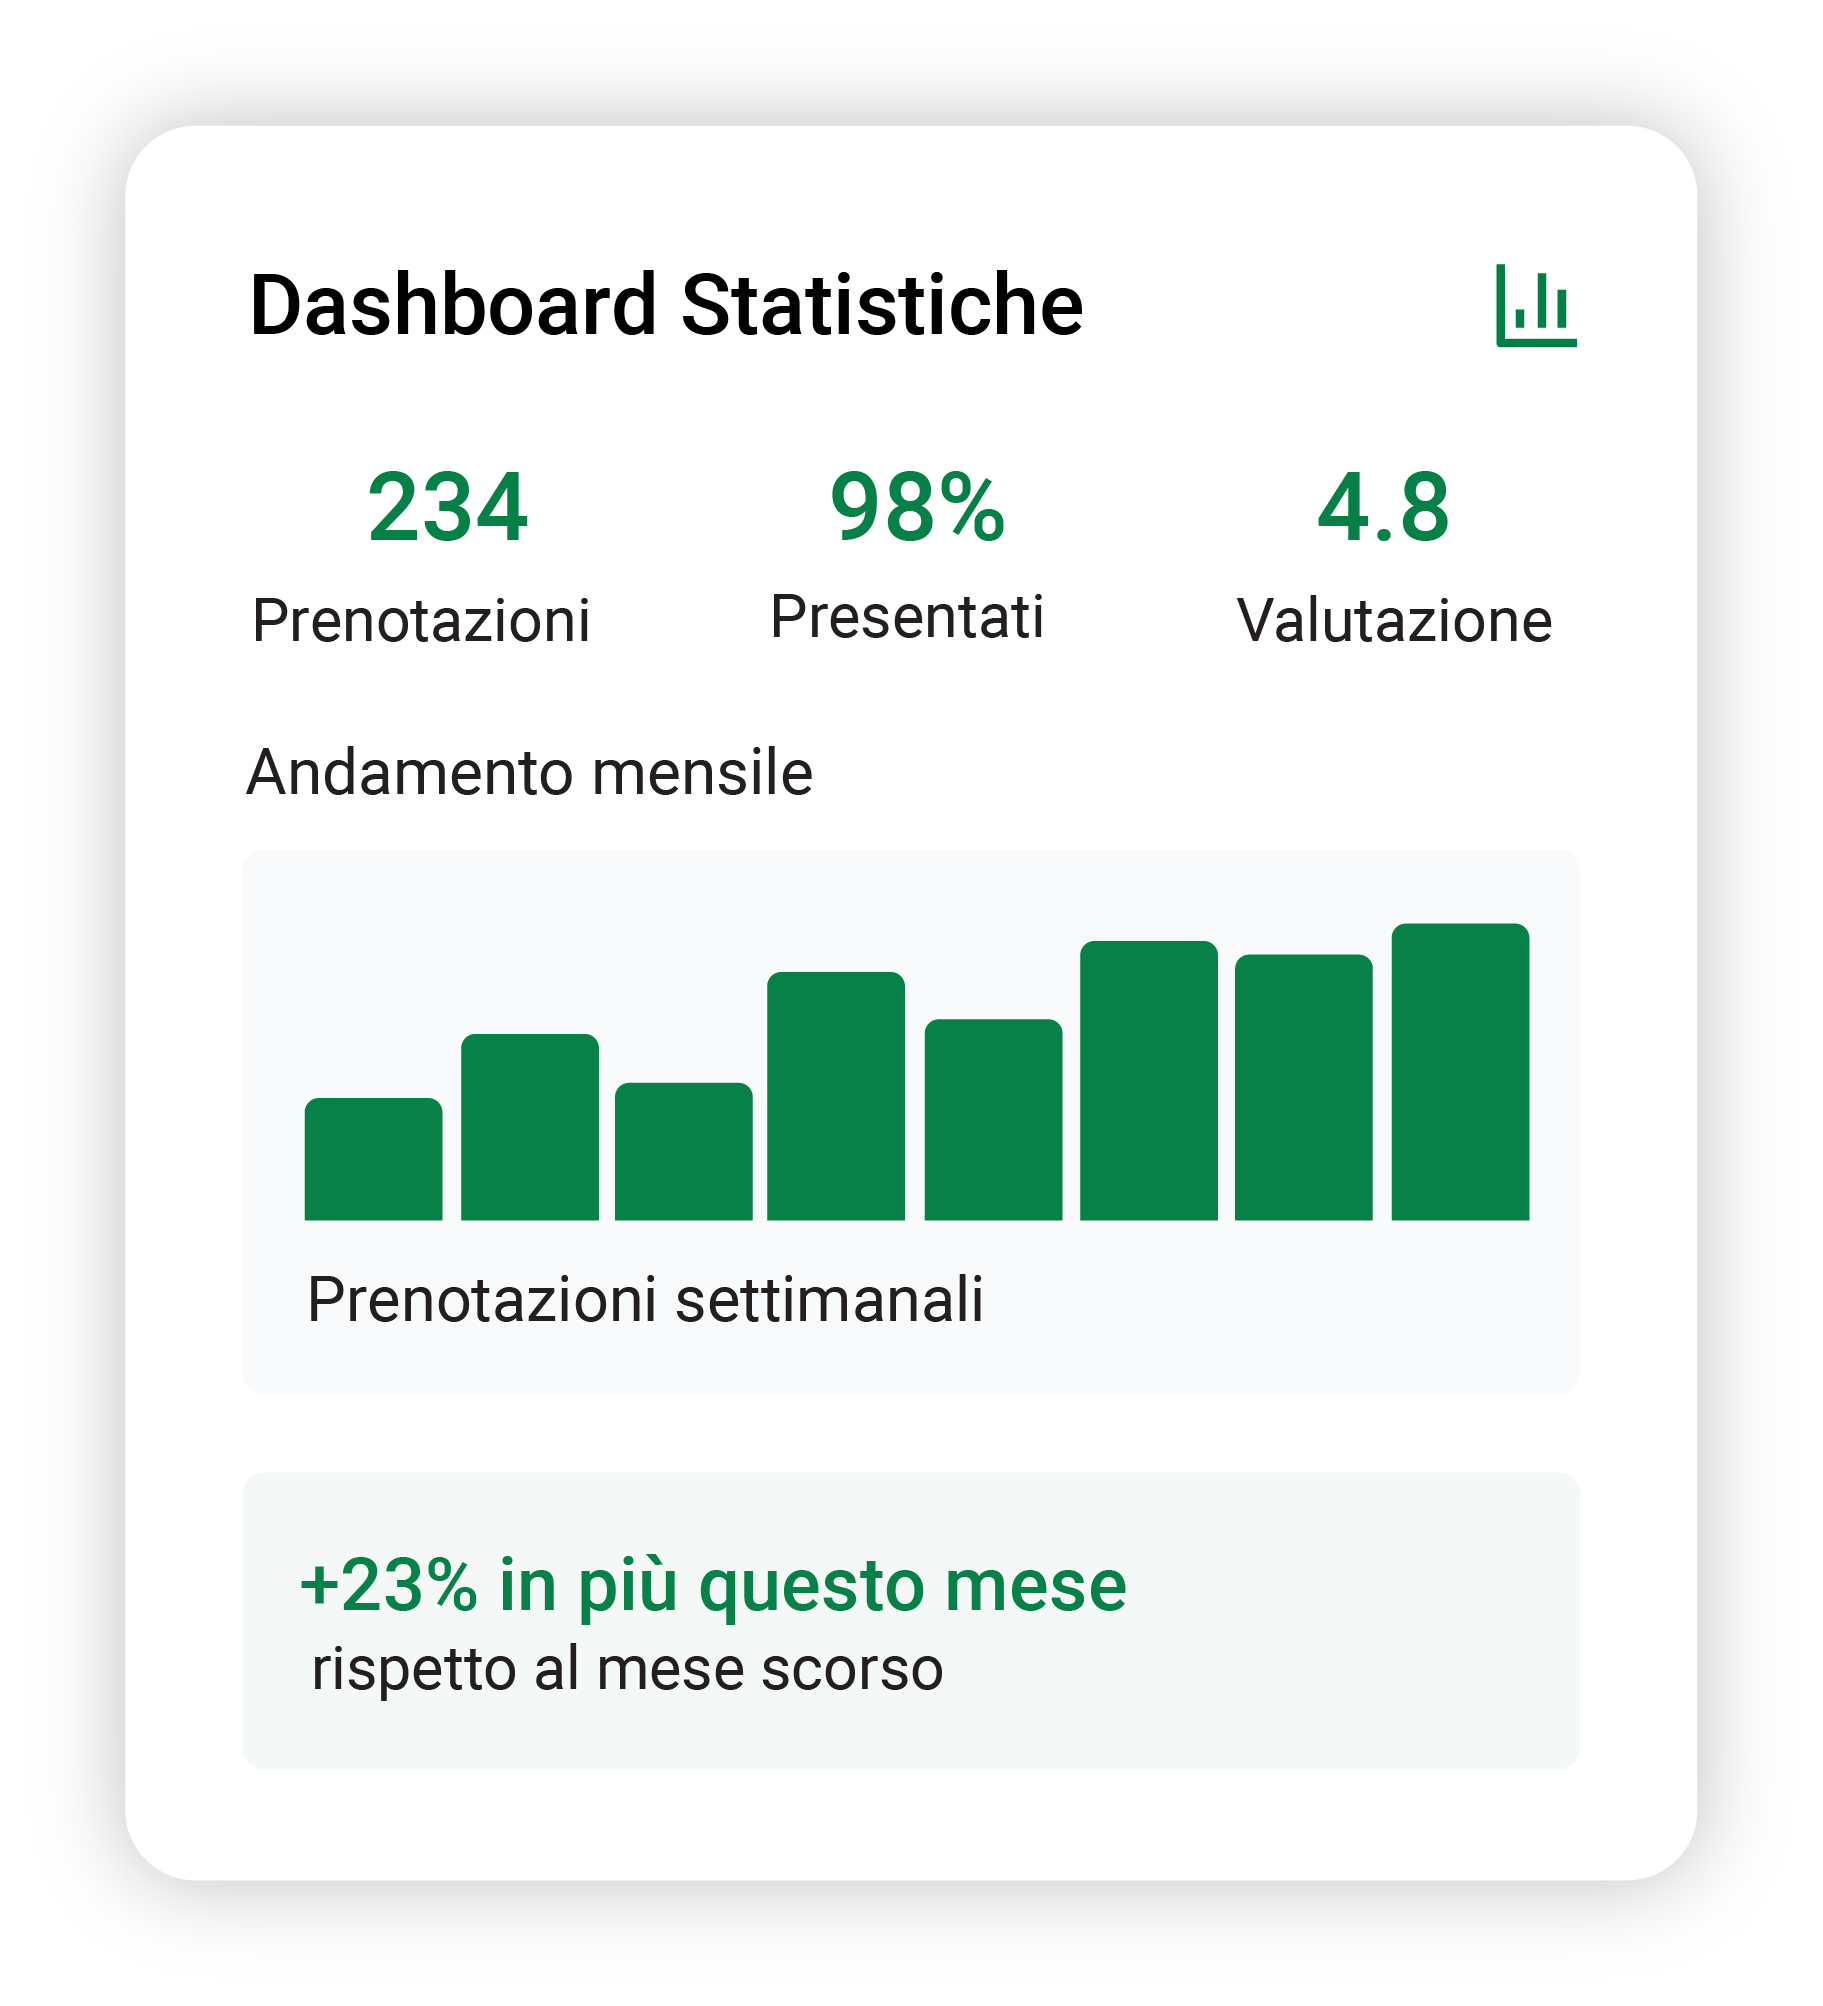 Dashboard Statistiche
234 98% 4.8
Prenotazioni Presentati Valutazione
Andamento mensile
Prenotazioni settimanali
+23% in più questo mese
rispetto al mese scorso